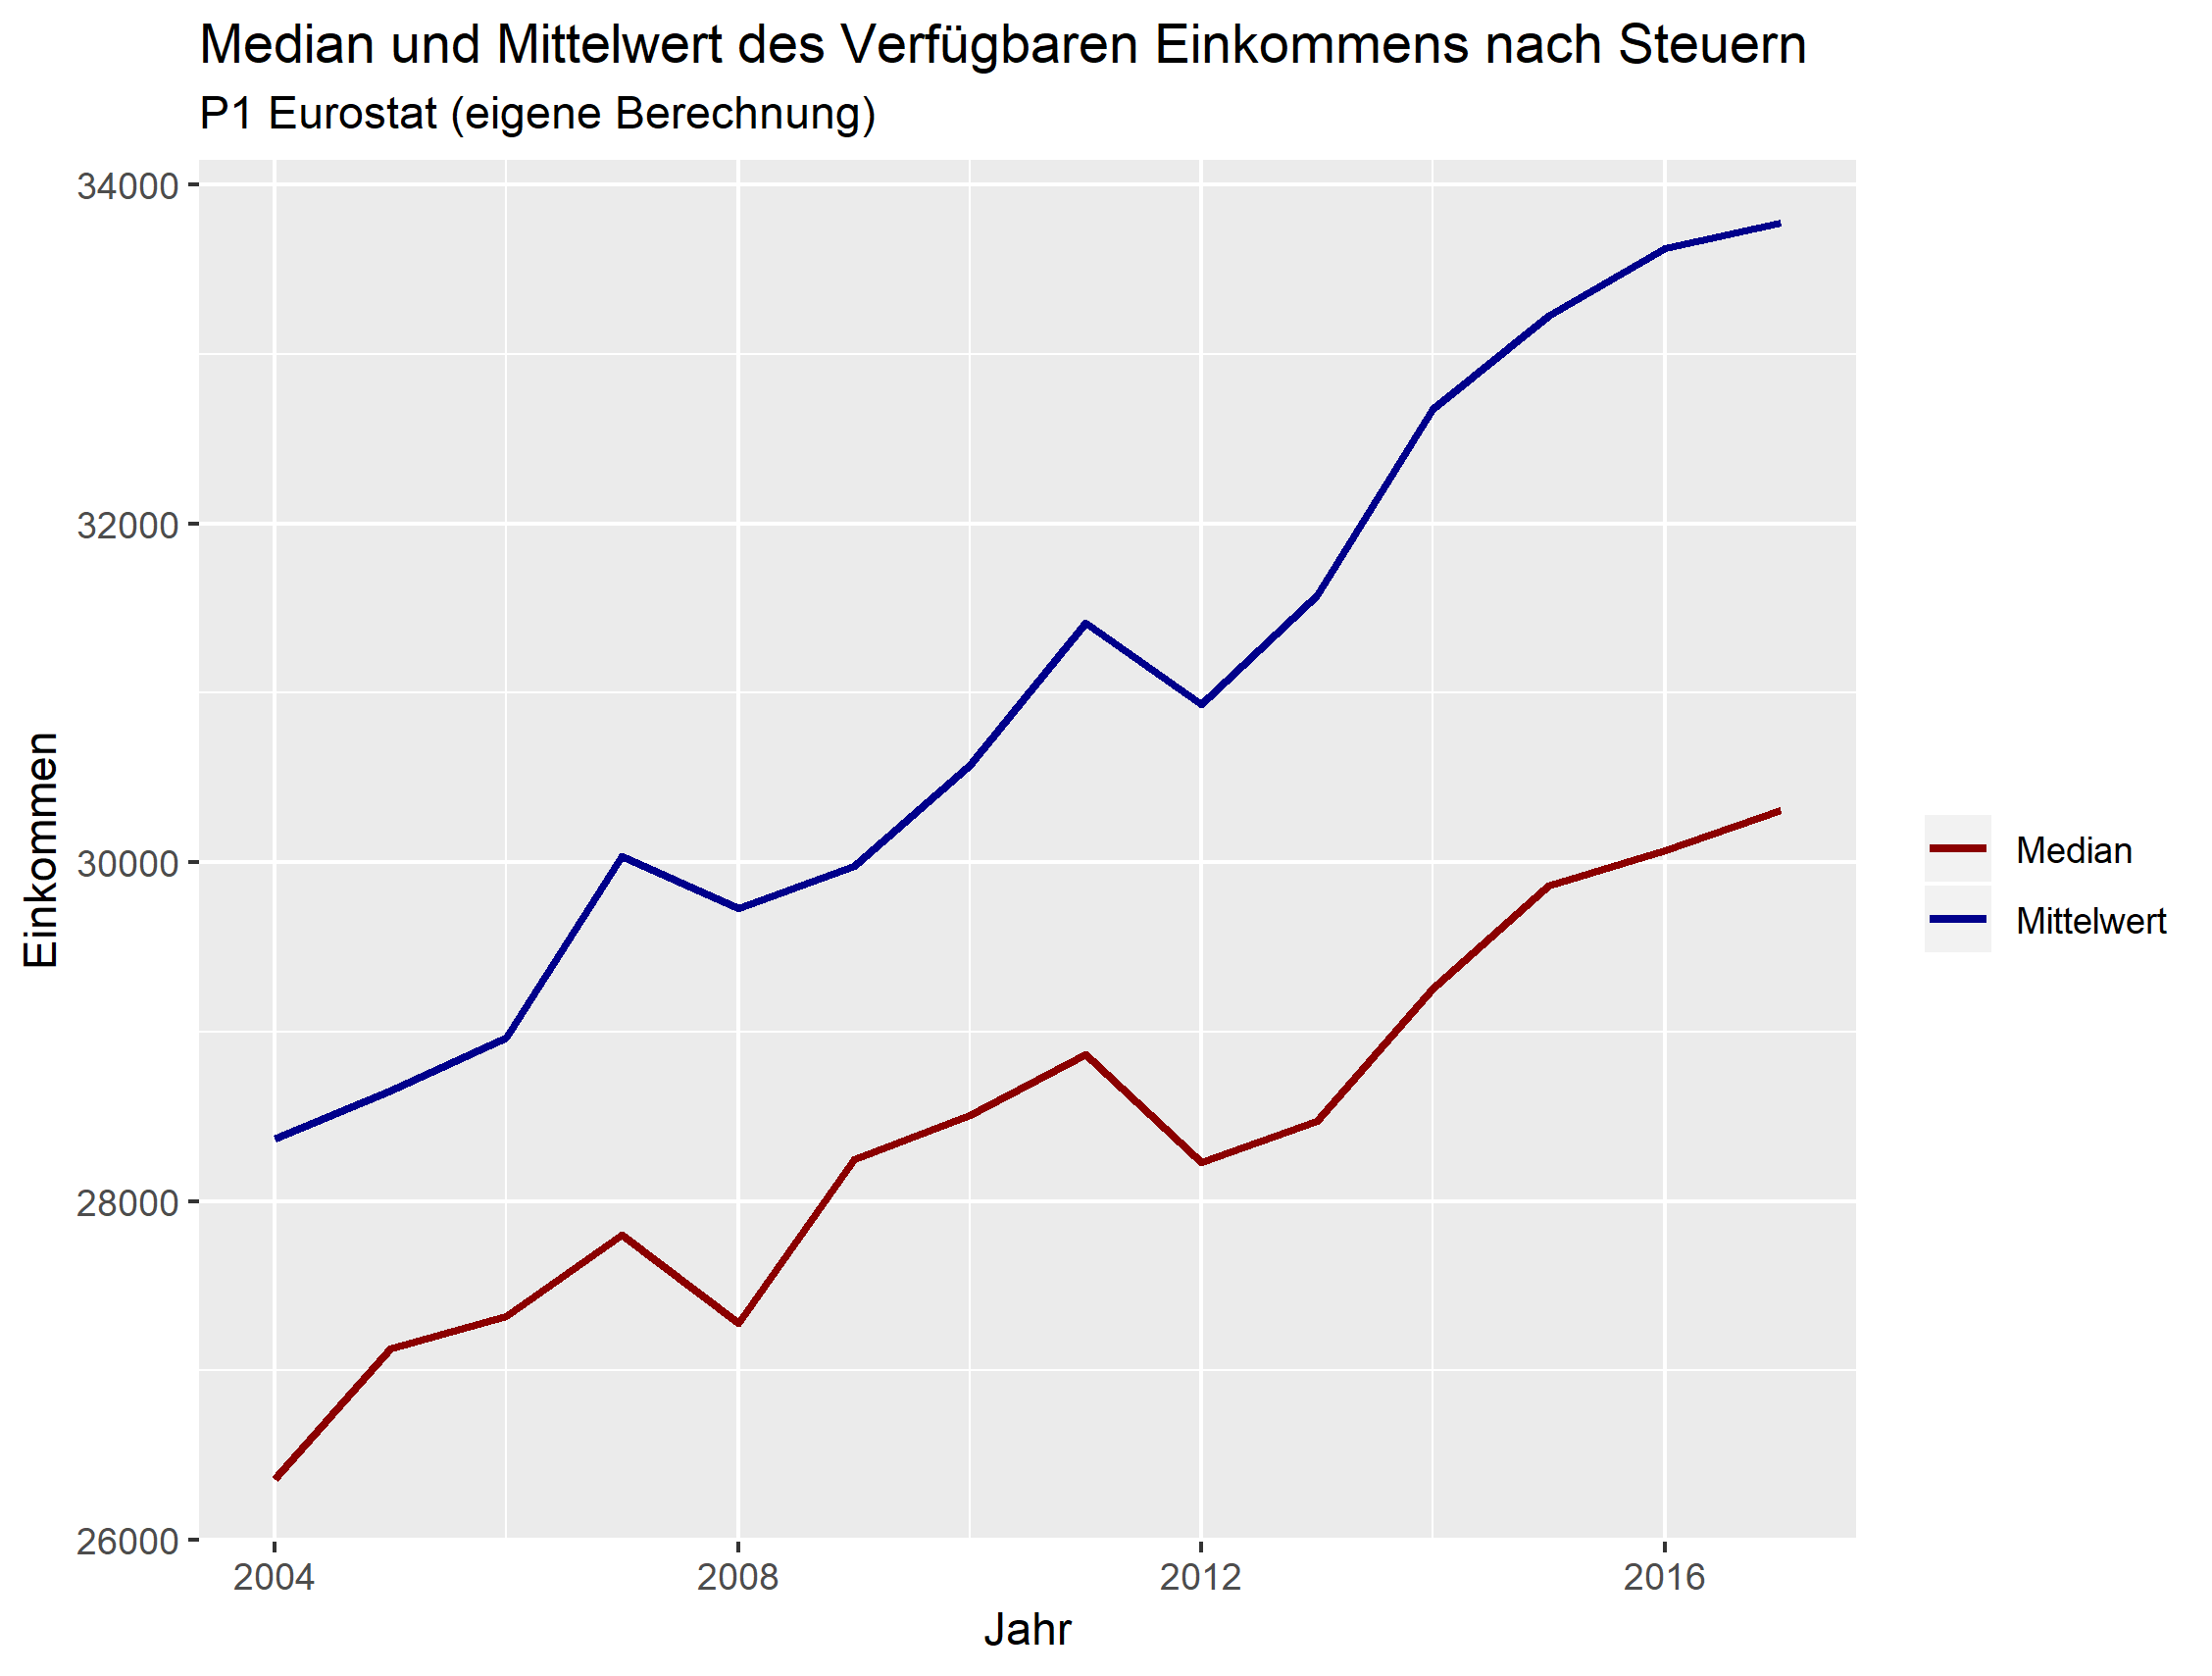 Median und Mittelwert des Verfügbaren Einkommens nach Steuern
P1 Eurostat (eigene Berechnung)
34000
32000
30000
28000
26000
Einkommen
2004
2008
2012
2016
Jahr
Median
Mittelwert